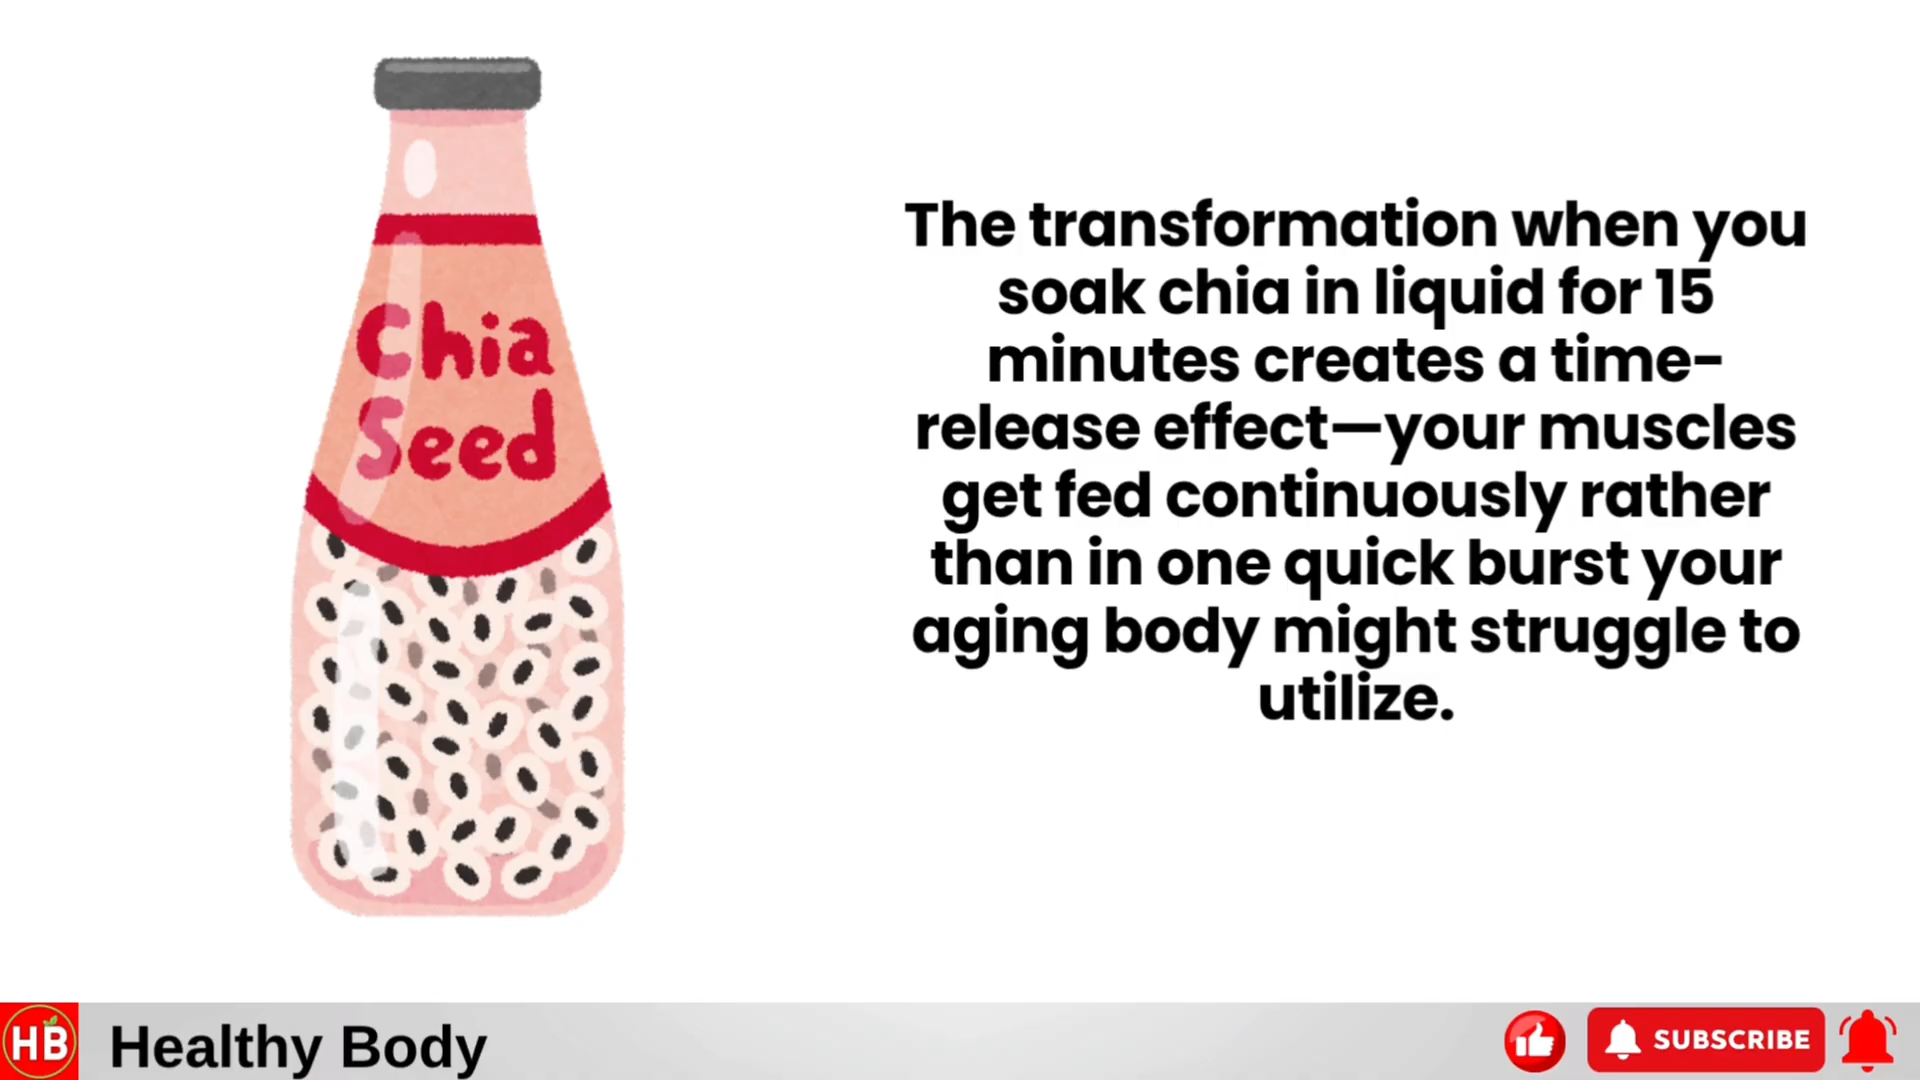 Chia
Seed
The transformation when you
soak chia in liquid for 15
minutes creates a time-
release effect—your muscles
get fed continuously rather
than in one quick burst your
aging body might struggle to
utilize.
HB
Healthy Body
SUBSCRIBE